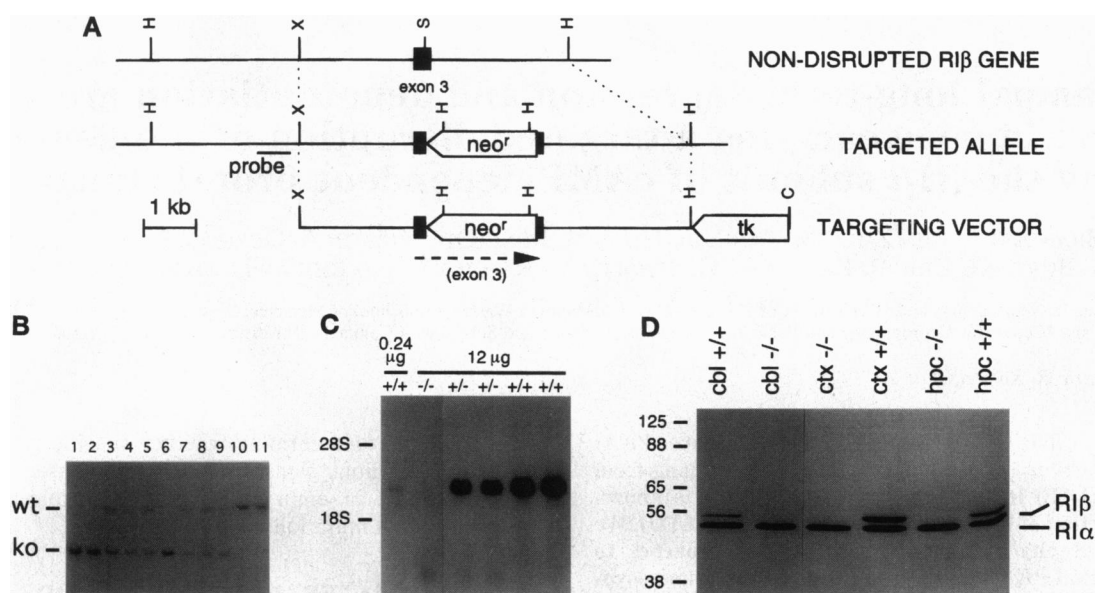 A
H X S H
NON-DISRUPTED RIβ GENE
exon 3
H X H H H
neoʳ
TARGETED ALLELE
probe
X H H H C
1 kb
neoʳ
tk
TARGETING VECTOR
(exon 3)
B
1 2 3 4 5 6 7 8 9 10 11
wt
ko
C
0.24 µg
12 µg
+/+ -/- +/- +/- +/+ +/+
28S
18S
D
cbl +/+
cbl -/-
ctx -/-
ctx +/+
hpc -/-
hpc +/+
125
88
65
56
38
RIβ
RIα